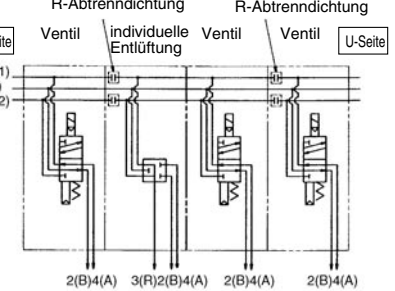 R-Abtrenndichtung
R-Abtrenndichtung
Ventil
individuelle
Entlüftung
Ventil
Ventil
U-Seite
2(B)4(A)
3(R)2(B)4(A)
2(B)4(A)
2(B)4(A)